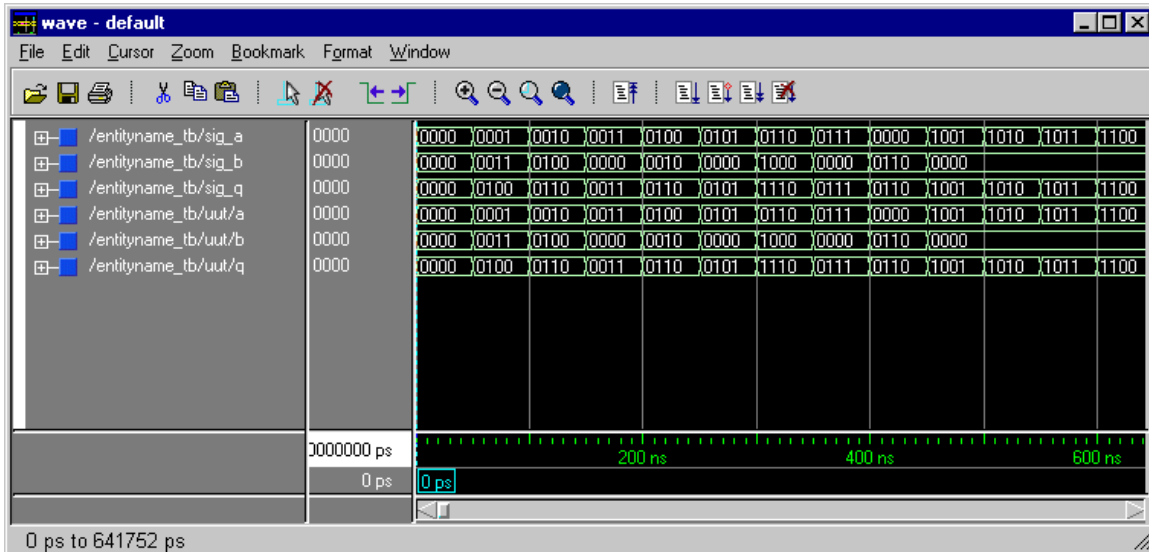 wave - default
File Edit Cursor Zoom Bookmark Format Window
/entityname_tb/sig_a 0000 0000 0001 0010 0011 0100 0101 0110 0111 0000 1001 1010 1011 1100
/entityname_tb/sig_b 0000 0000 0011 0100 0000 0010 0000 1000 0000 0110 0000
/entityname_tb/sig_q 0000 0000 0100 0110 0011 0110 0101 1110 0111 0110 1001 1010 1011 1100
/entityname_tb/uut/a 0000 0000 0001 0010 0011 0100 0101 0110 0111 0000 1001 1010 1011 1100
/entityname_tb/uut/b 0000 0000 0011 0100 0000 0010 0000 1000 0000 0110 0000
/entityname_tb/uut/q 0000 0000 0100 0110 0011 0110 0101 1110 0111 0110 1001 1010 1011 1100
0000000 ps 200 ns 400 ns 600 ns
0 ps 0 ps
0 ps to 641752 ps